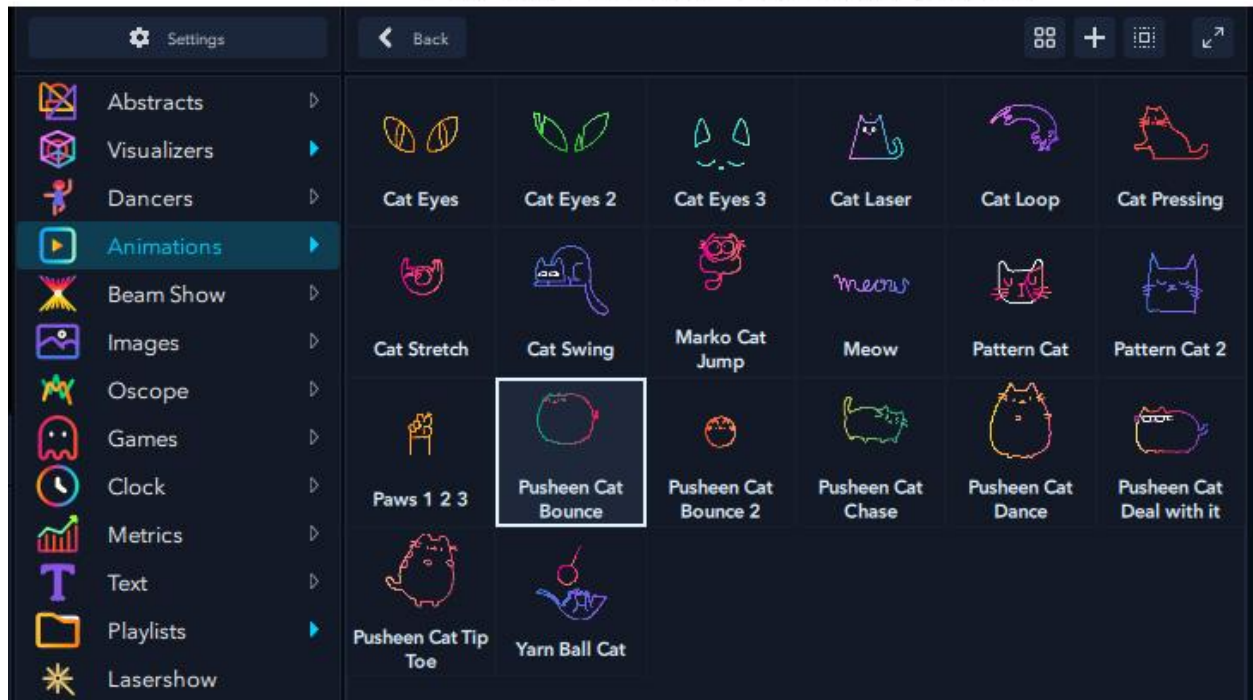 Settings
Back
Abstracts
Visualizers
Dancers
Animations
Beam Show
Images
Oscope
Games
Clock
Metrics
Text
Playlists
Lasershow
Cat Eyes
Cat Eyes 2
Cat Eyes 3
Cat Laser
Cat Loop
Cat Pressing
Cat Stretch
Cat Swing
Marko Cat
Jump
meow
Meow
Pattern Cat
Pattern Cat 2
Paws 1 2 3
Pusheen Cat
Bounce
Pusheen Cat
Bounce 2
Pusheen Cat
Chase
Pusheen Cat
Dance
Pusheen Cat
Deal with it
Pusheen Cat Tip
Toe
Yarn Ball Cat